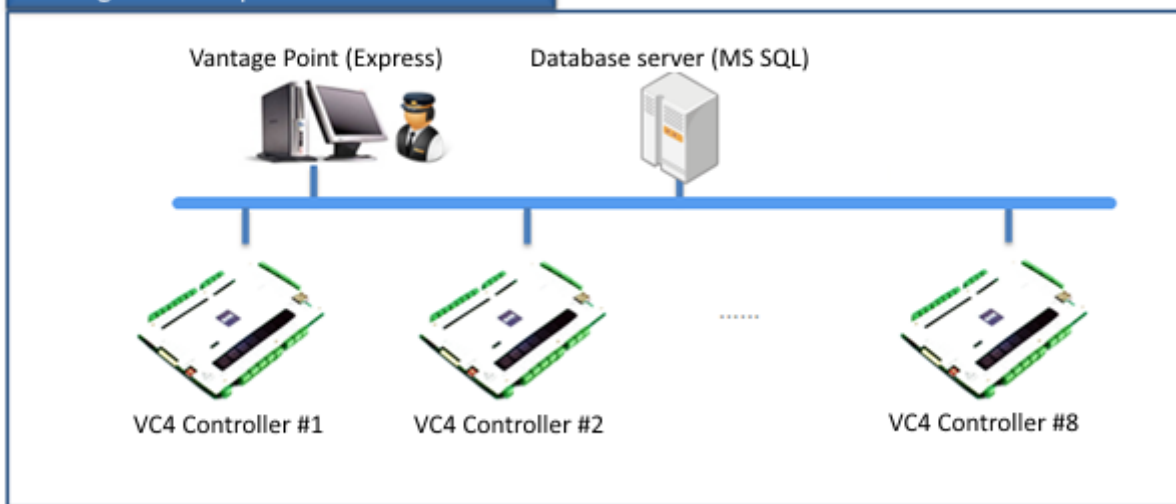 Vantage Point (Express)
Database server (MS SQL)
......
VC4 Controller #1
VC4 Controller #2
VC4 Controller #8